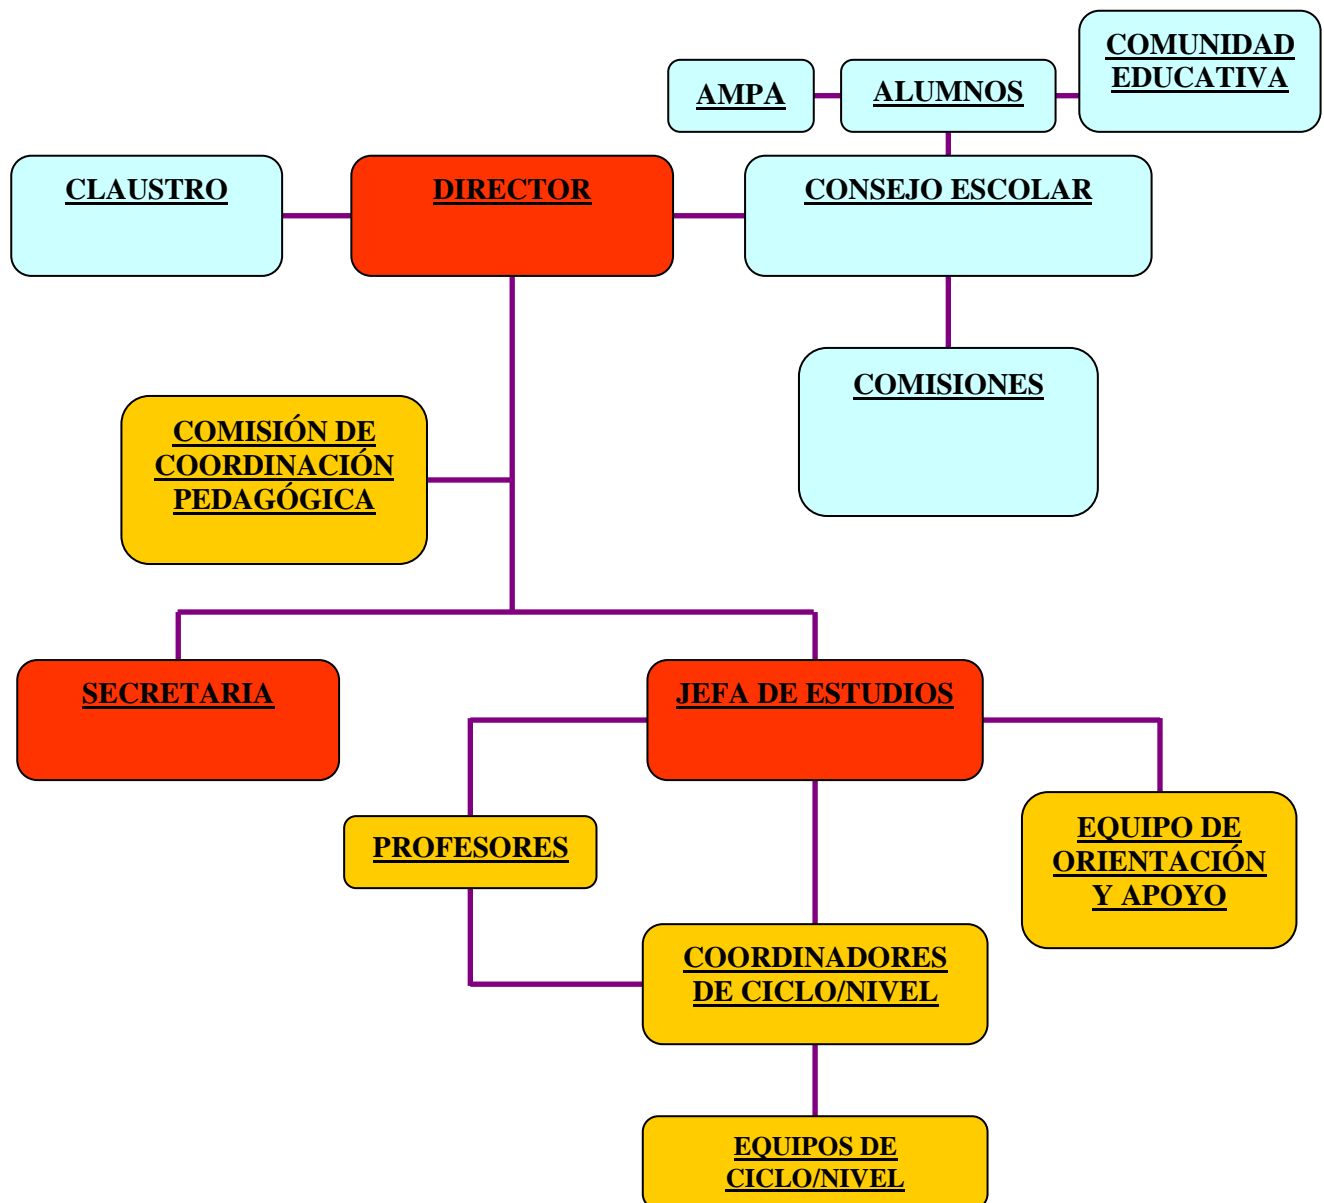 COMUNIDAD
EDUCATIVA
AMPA
ALUMNOS
CLAUSTRO
DIRECTOR
CONSEJO ESCOLAR
COMISIONES
COMISIÓN DE
COORDINACIÓN
PEDAGÓGICA
SECRETARIA
JEFA DE ESTUDIOS
PROFESORES
EQUIPO DE
ORIENTACIÓN
Y APOYO
COORDINADORES
DE CICLO/NIVEL
EQUIPOS DE
CICLO/NIVEL